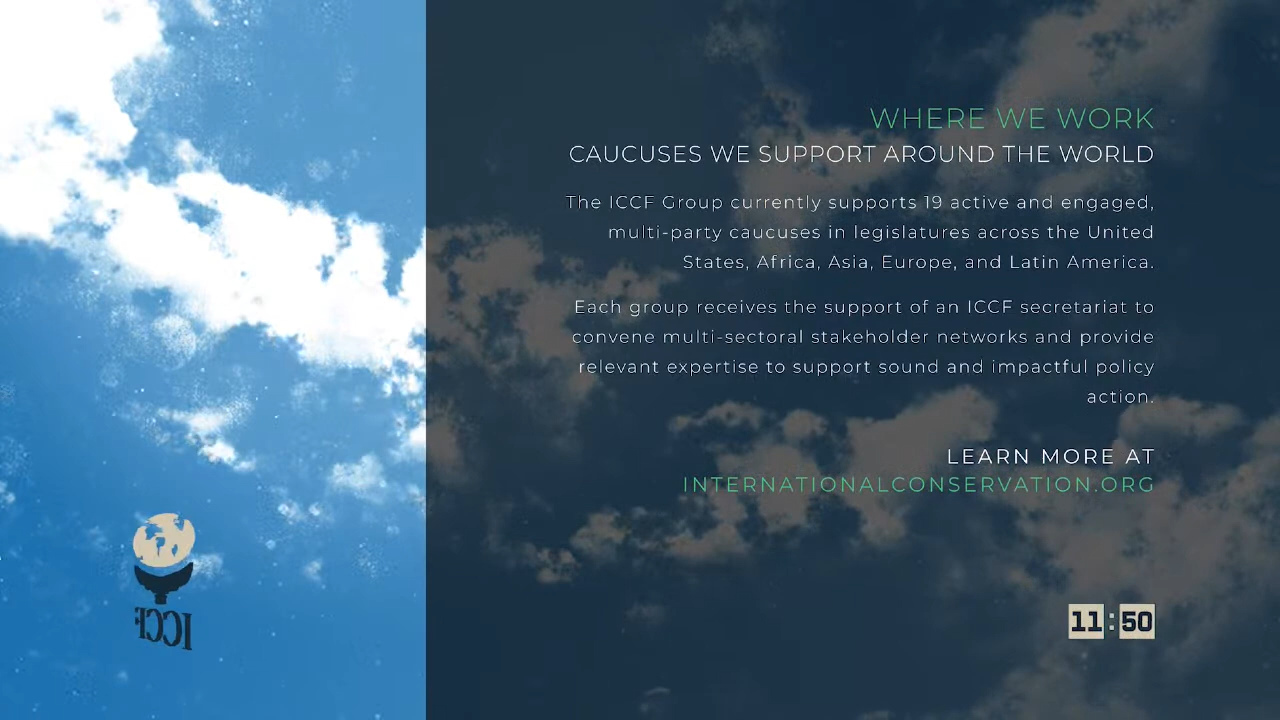 WHERE WE WORK
CAUCUSES WE SUPPORT AROUND THE WORLD
The ICCF Group currently supports 19 active and engaged,
multi-party caucuses in legislatures across the United
States, Africa, Asia, Europe, and Latin America.
Each group receives the support of an ICCF secretariat to
convene multi-sectoral stakeholder networks and provide
relevant expertise to support sound and impactful policy
action.
LEARN MORE AT
INTERNATIONALCONSERVATION.ORG
ICCF
11:50